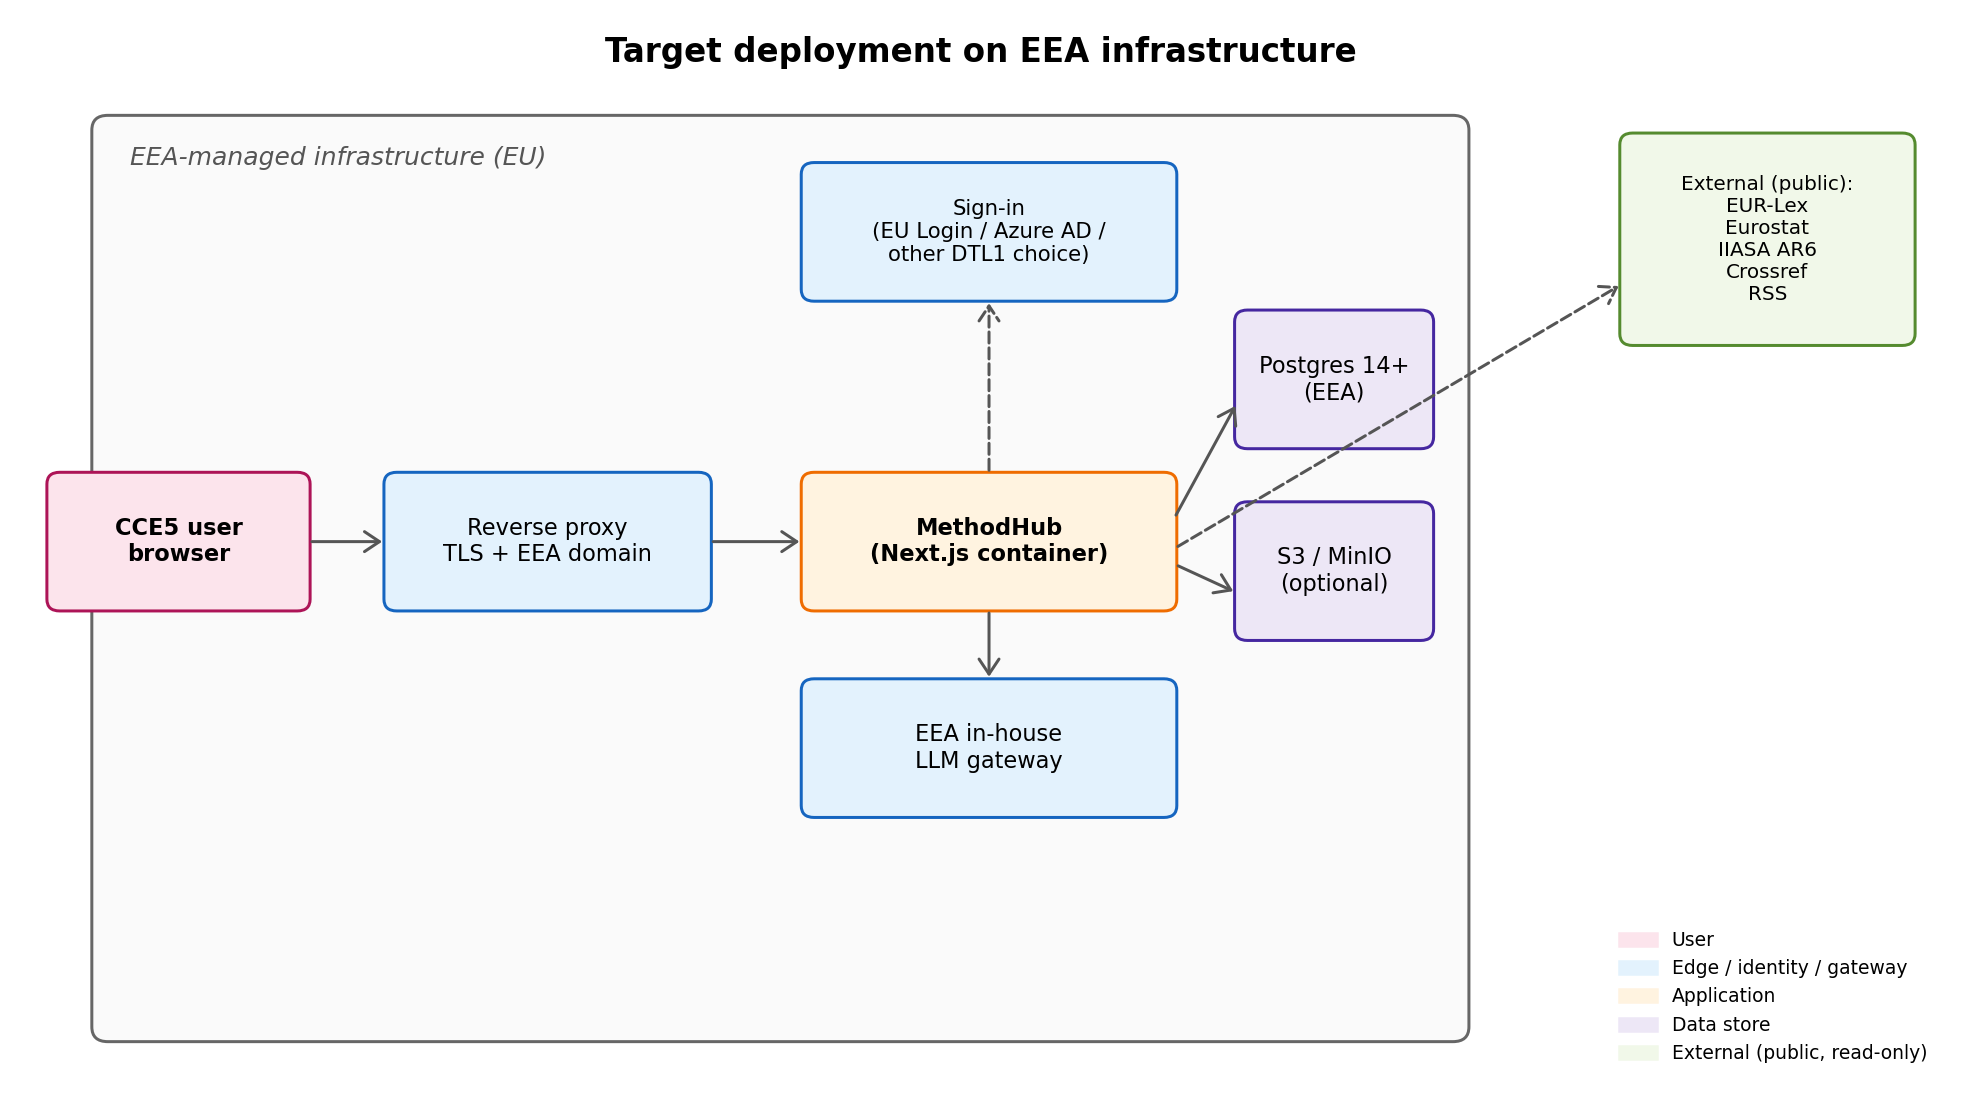 Target deployment on EEA infrastructure
EEA-managed infrastructure (EU)
Sign-in
(EU Login / Azure AD /
other DTL1 choice)
External (public):
EUR-Lex
Eurostat
IIASA AR6
Crossref
RSS
Postgres 14+
(EEA)
CCE5 user
browser
Reverse proxy
TLS + EEA domain
MethodHub
(Next.js container)
S3 / MinIO
(optional)
EEA in-house
LLM gateway
User
Edge / identity / gateway
Application
Data store
External (public, read-only)